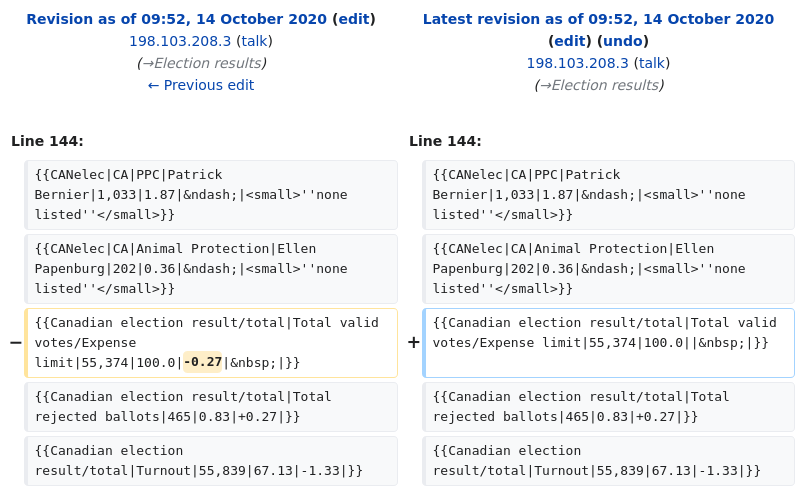 Revision as of 09:52, 14 October 2020 (edit)
198.103.208.3 (talk)
(→Election results)
← Previous edit
Latest revision as of 09:52, 14 October 2020
(edit) (undo)
198.103.208.3 (talk)
(→Election results)
Line 144:
Line 144:
{{CANelec|CA|PPC|Patrick
Bernier|1,033|1.87|&ndash;|<small>''none
listed''</small>}}
{{CANelec|CA|PPC|Patrick
Bernier|1,033|1.87|&ndash;|<small>''none
listed''</small>}}
{{CANelec|CA|Animal Protection|Ellen
Papenburg|202|0.36|&ndash;|<small>''none
listed''</small>}}
{{CANelec|CA|Animal Protection|Ellen
Papenburg|202|0.36|&ndash;|<small>''none
listed''</small>}}
− {{Canadian election result/total|Total valid
votes/Expense
limit|55,374|100.0|-0.27|&nbsp;|}}
+ {{Canadian election result/total|Total valid
votes/Expense limit|55,374|100.0||&nbsp;|}}
{{Canadian election result/total|Total
rejected ballots|465|0.83|+0.27|}}
{{Canadian election result/total|Total
rejected ballots|465|0.83|+0.27|}}
{{Canadian election
result/total|Turnout|55,839|67.13|-1.33|}}
{{Canadian election
result/total|Turnout|55,839|67.13|-1.33|}}